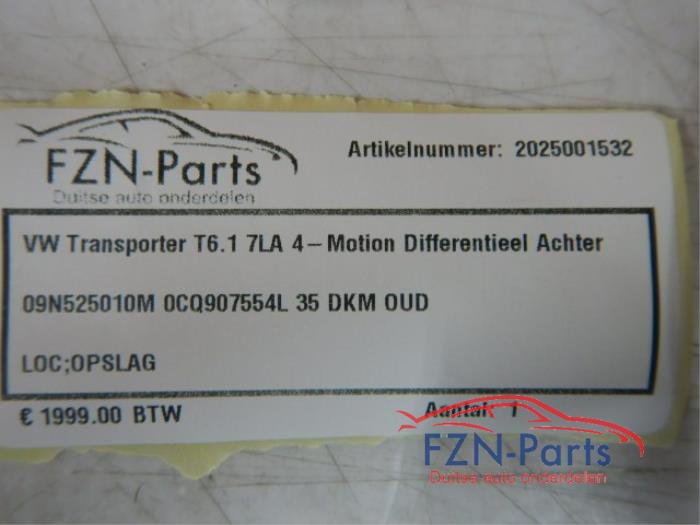 FZN-Parts
Duitse auto onderdelen
Artikelnummer: 2025001532
VW Transporter T6.1 7LA 4-Motion Differentieel Achter
09N525010M 0CQ907554L 35 DKM OUD
LOC;OPSLAG
€ 1999.00 BTW
Aantal: 1
FZN-Parts
Duitse auto onderdelen